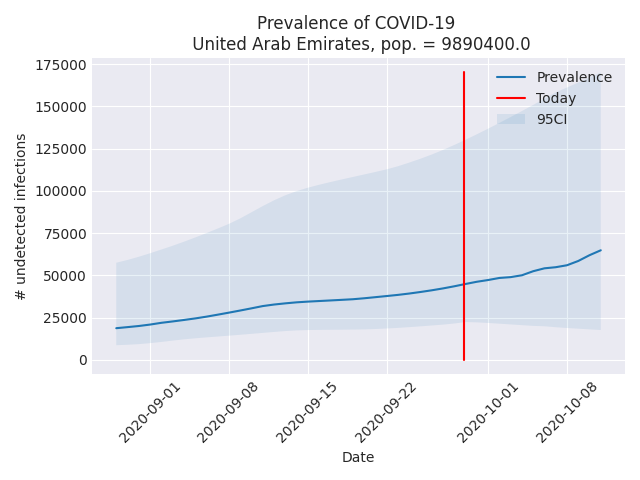 Prevalence of COVID-19
United Arab Emirates, pop. = 9890400.0
175000
150000
125000
100000
75000
50000
25000
0
# undetected infections
Prevalence
Today
95CI
2020-09-01
2020-09-08
2020-09-15
2020-09-22
2020-10-01
2020-10-08
Date